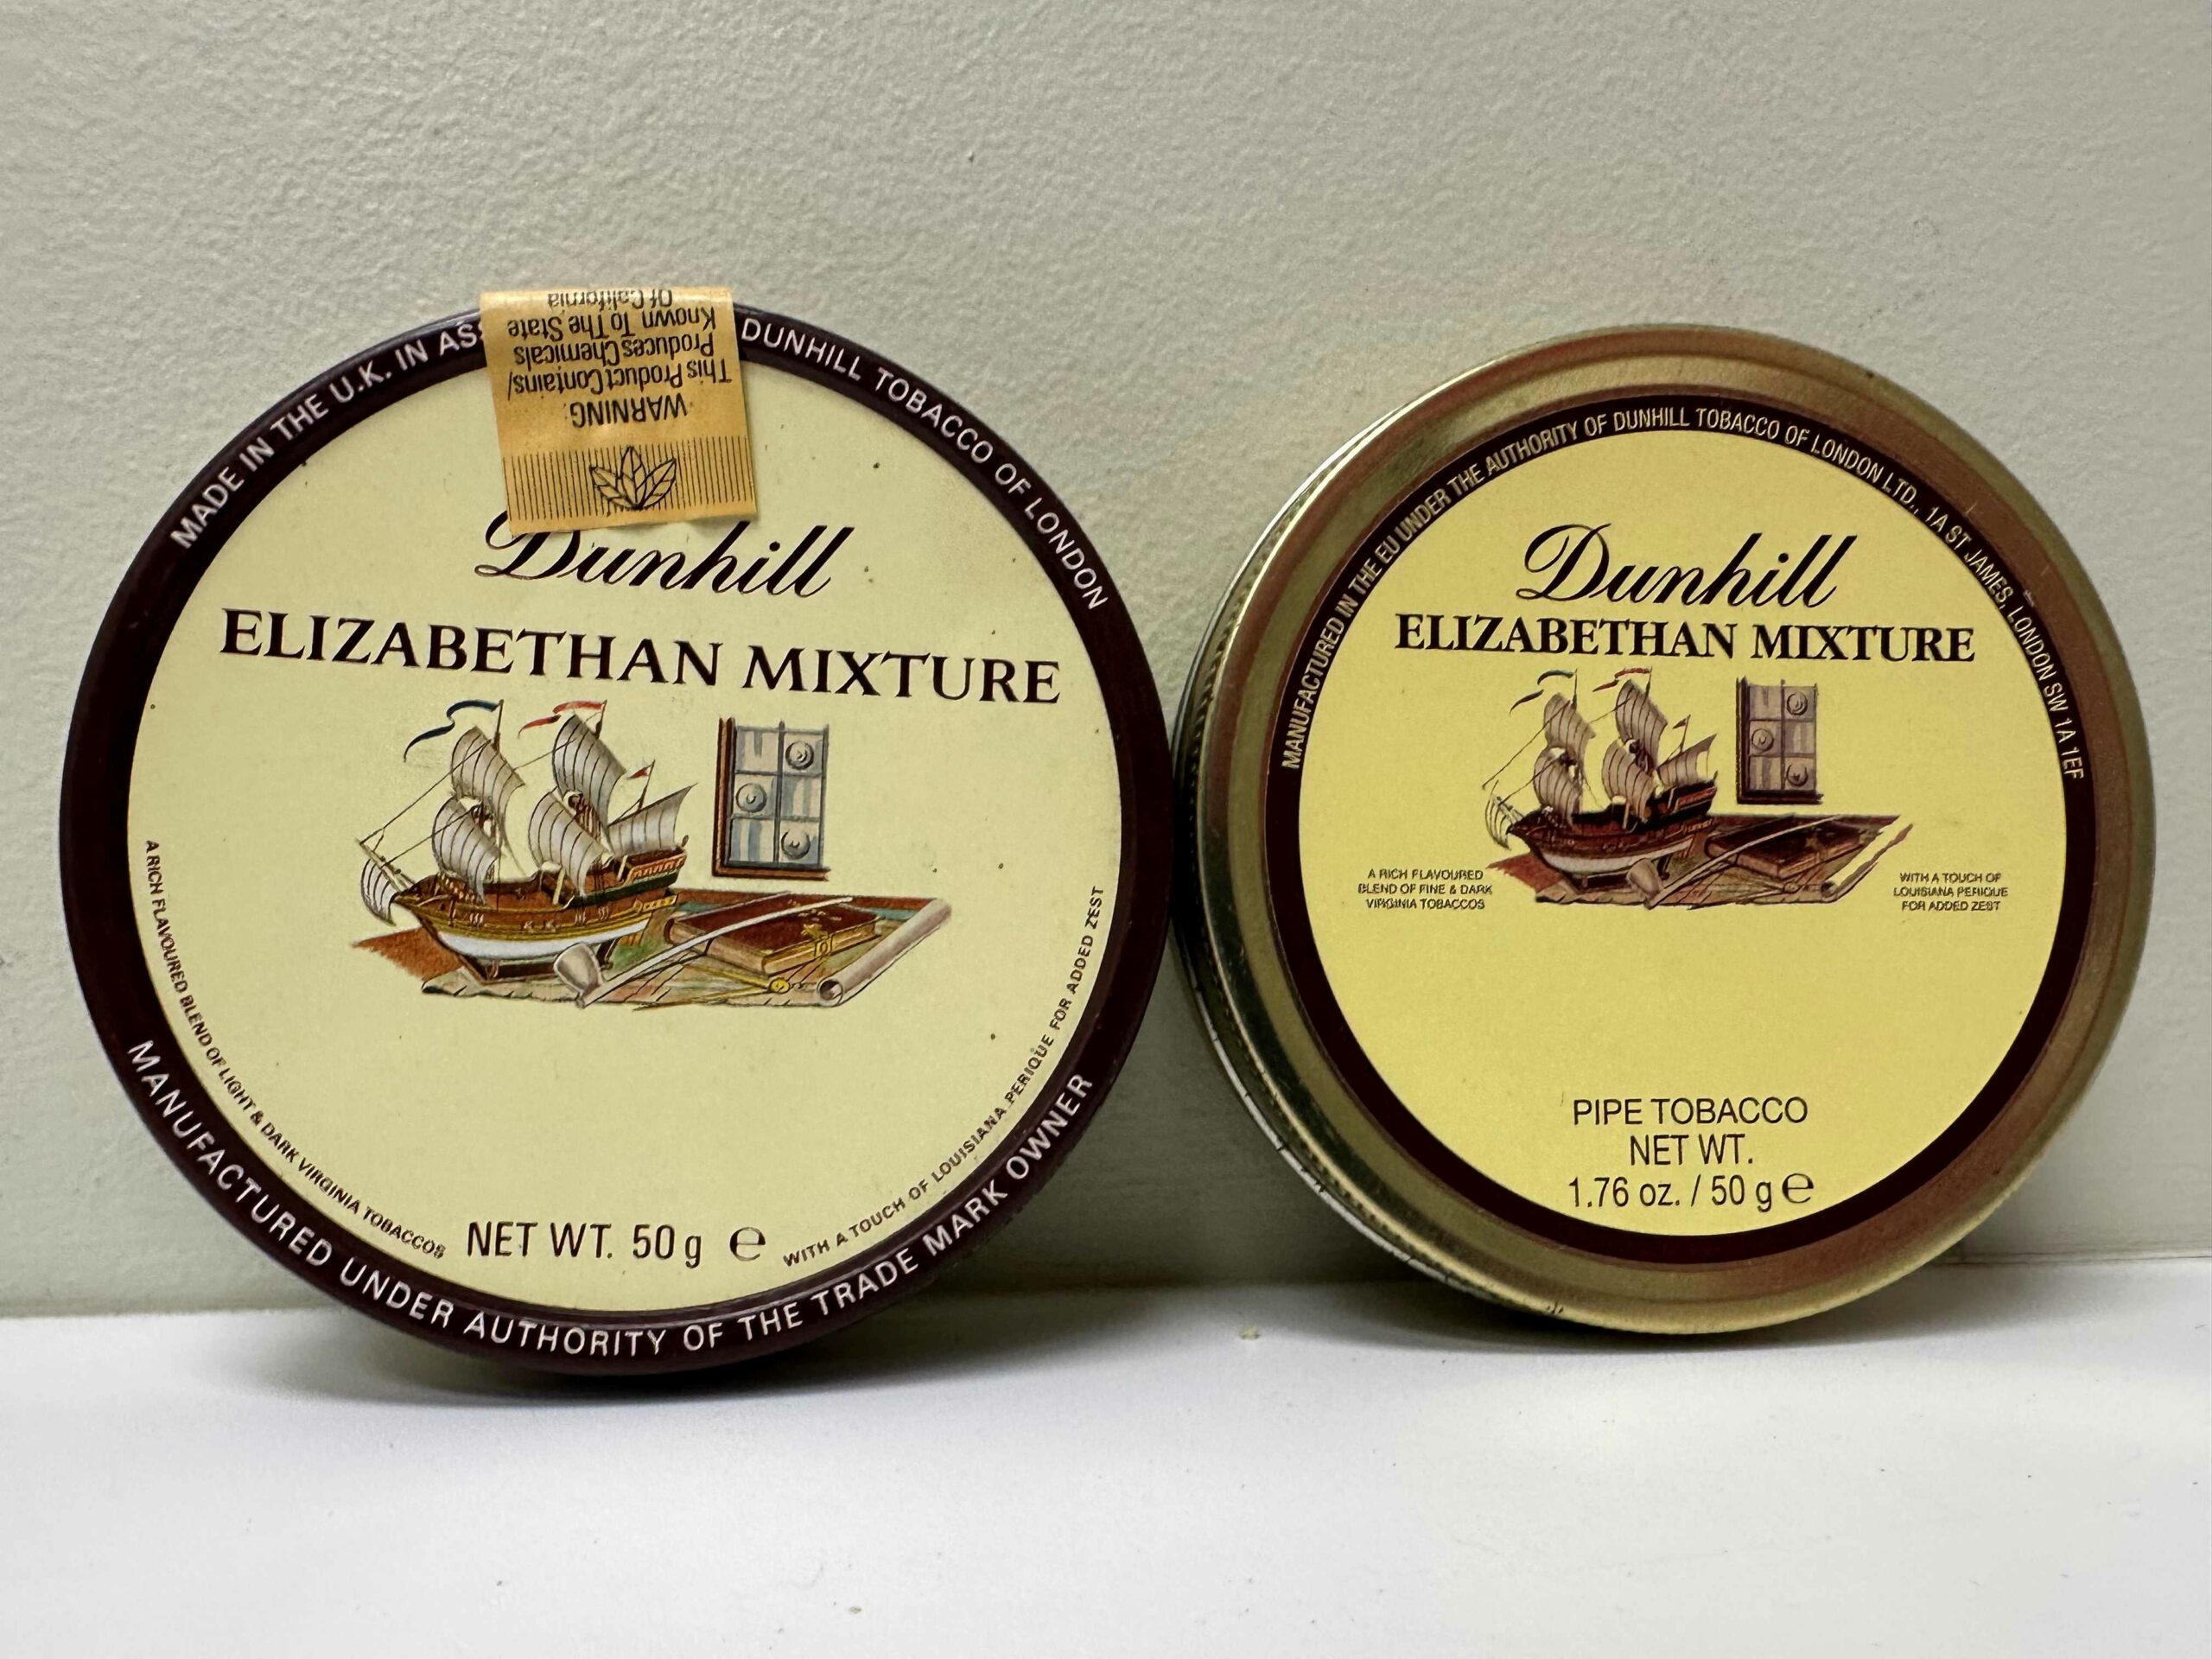 MADE IN THE U.K. IN
DUNHILL TOBACCO OF LONDON
WARNING:
This Product Contains/
Produces Chemicals
Known To The State
Of California
Dunhill
ELIZABETHAN MIXTURE
A RICH FLAVOURED BLEND OF LIGHT & DARK VIRGINIA TOBACCOS
NET WT. 50g e
WITH A TOUCH OF LOUISIANA PERIQUE FOR ADDED ZEST
MANUFACTURED UNDER AUTHORITY OF THE TRADE MARK OWNER
MANUFACTURED IN THE EU UNDER THE AUTHORITY OF DUNHILL TOBACCO OF LONDON LTD., 1A ST JAMES, LONDON SW 1A 1EF
Dunhill
ELIZABETHAN MIXTURE
A RICH FLAVOURED
BLEND OF FINE & DARK
VIRGINIA TOBACCOS
WITH A TOUCH OF
LOUISIANA PERIQUE
FOR ADDED ZEST
PIPE TOBACCO
NET WT.
1.76 oz. / 50 g e